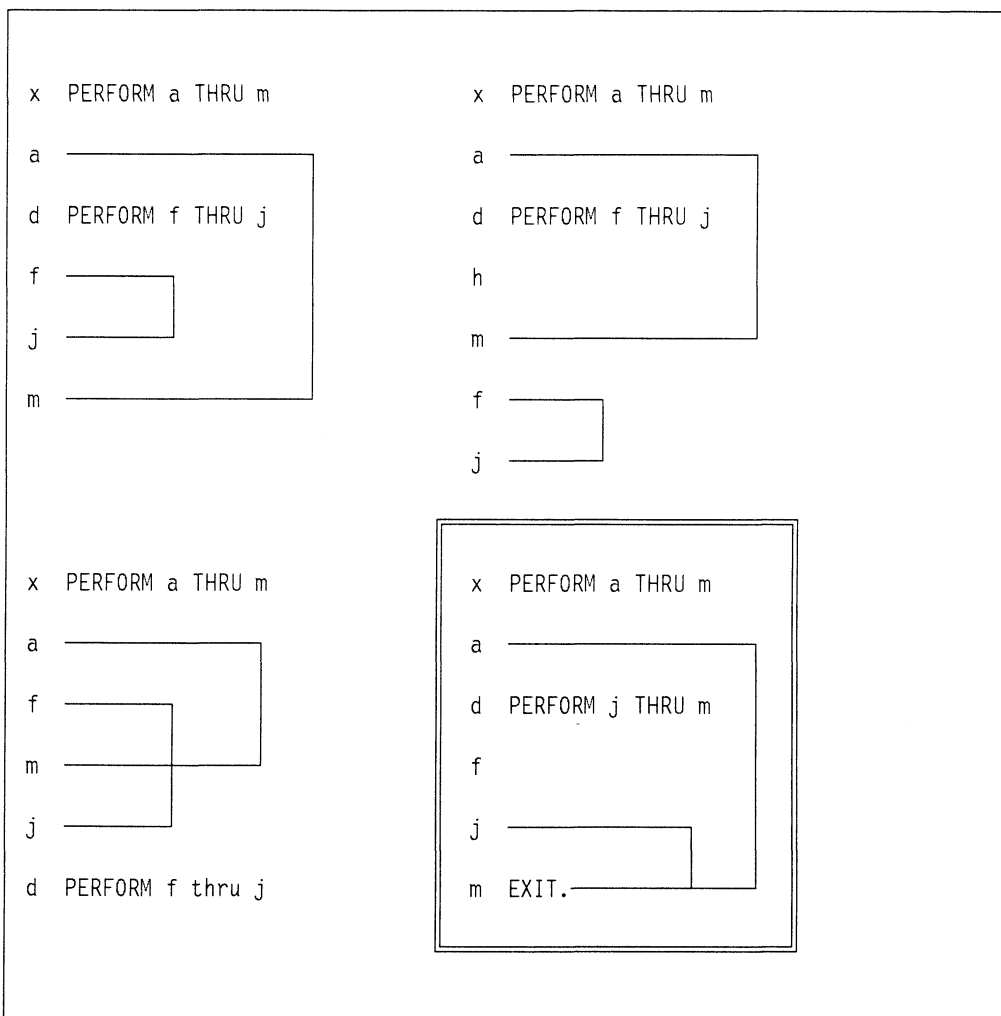 x PERFORM a THRU m
a
d PERFORM f THRU j
f
j
m
x PERFORM a THRU m
a
d PERFORM f THRU j
h
m
f
j
x PERFORM a THRU m
a
f
m
j
d PERFORM f thru j
x PERFORM a THRU m
a
d PERFORM j THRU m
f
j
m EXIT.